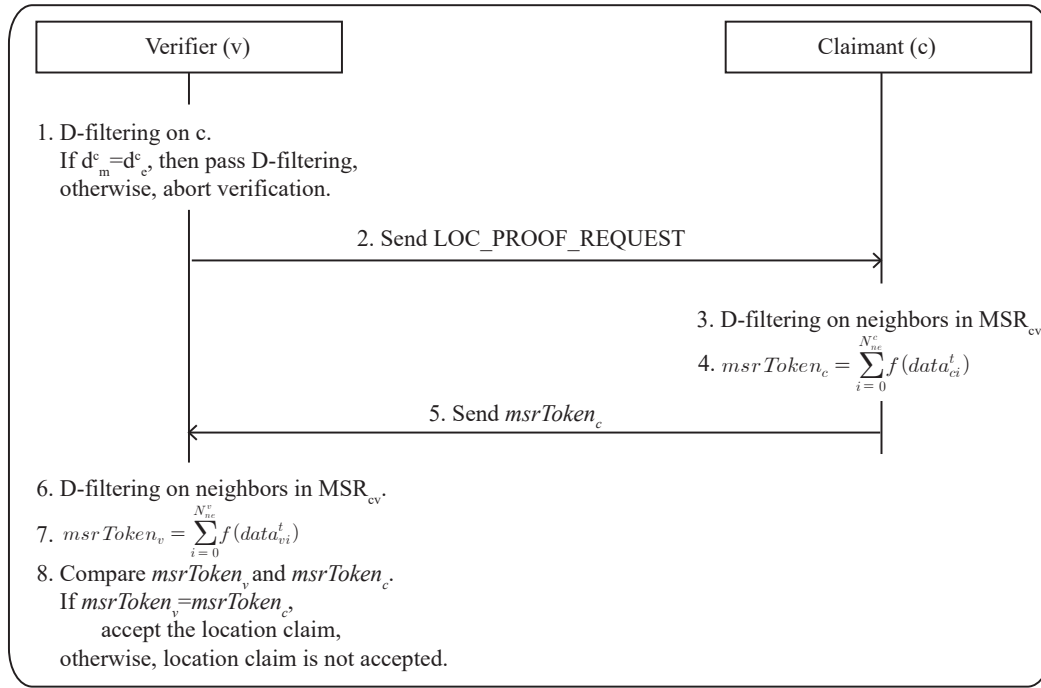 Verifier (v)
Claimant (c)
1. D-filtering on c.
If d^c_m=d^c_e, then pass D-filtering,
otherwise, abort verification.
2. Send LOC_PROOF_REQUEST
3. D-filtering on neighbors in MSR_cv
4. msrToken_c = ∑_{i=0}^{N^c_ne} f(data^t_ci)
5. Send msrToken_c
6. D-filtering on neighbors in MSR_cv.
7. msrToken_v = ∑_{i=0}^{N^v_ne} f(data^t_vi)
8. Compare msrToken_v and msrToken_c.
If msrToken_v=msrToken_c,
accept the location claim,
otherwise, location claim is not accepted.